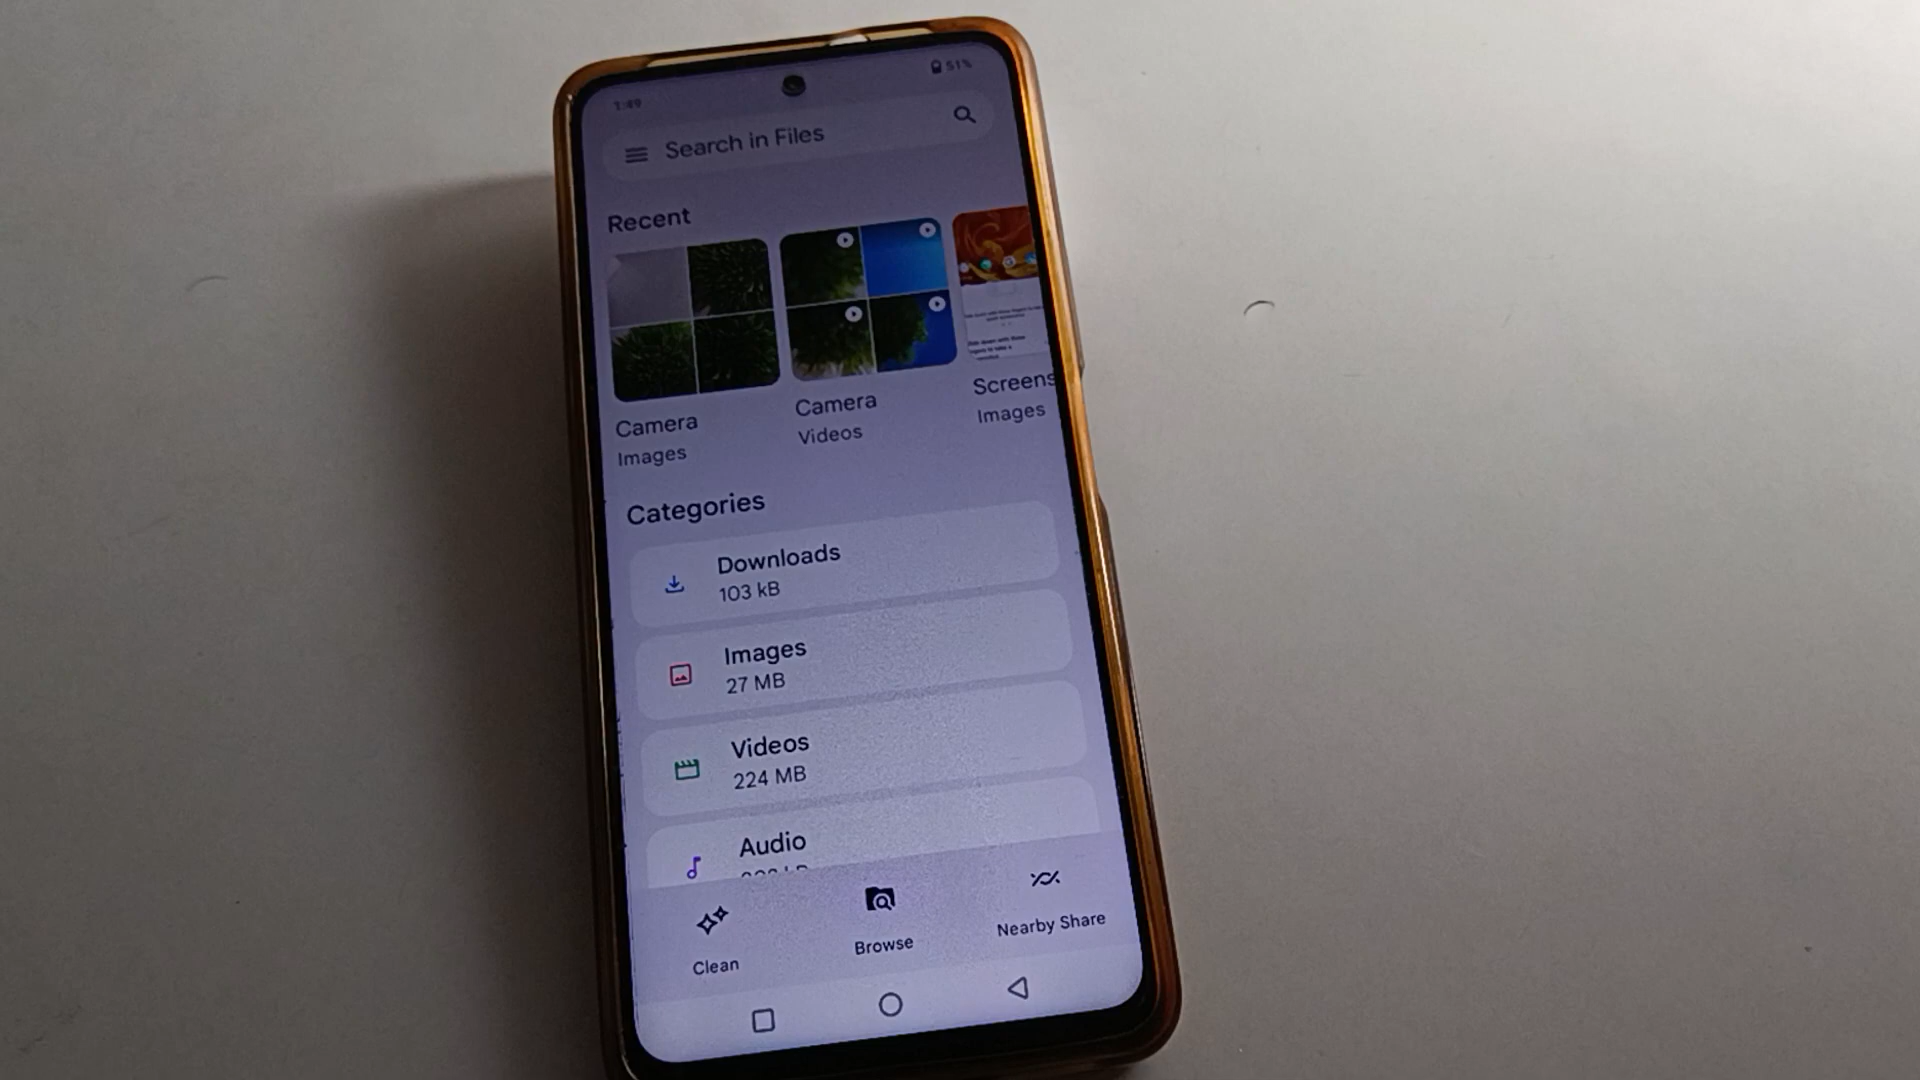 51%
Search in Files
Recent
Camera
Images
Camera
Videos
Screens
Images
Categories
Downloads
103 kB
Images
27 MB
Videos
224 MB
Audio
Clean
Browse
Nearby Share